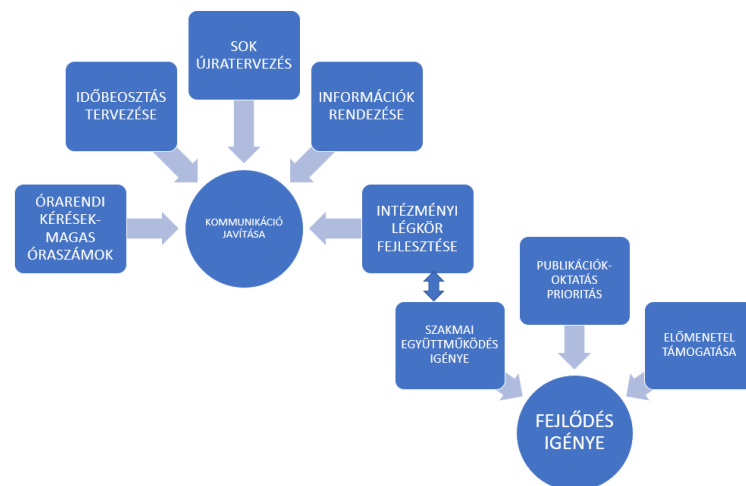 SOK
ÚJRATERVEZÉS
IDŐBEOSZTÁS
TERVEZÉSE
INFORMÁCIÓK
RENDEZÉSE
ÓRARENDI
KÉRÉSEK-
MAGAS
ÓRASZÁMOK
KOMMUNIKÁCIÓ
JAVÍTÁSA
INTÉZMÉNYI
LÉGKÖR
FEJLESZTÉSE
PUBLIKÁCIÓK-
OKTATÁS
PRIORITÁS
SZAKMAI
EGYÜTTMŰKÖDÉS
IGÉNYE
ELŐMENETEL
TÁMOGATÁSA
FEJLŐDÉS
IGÉNYE